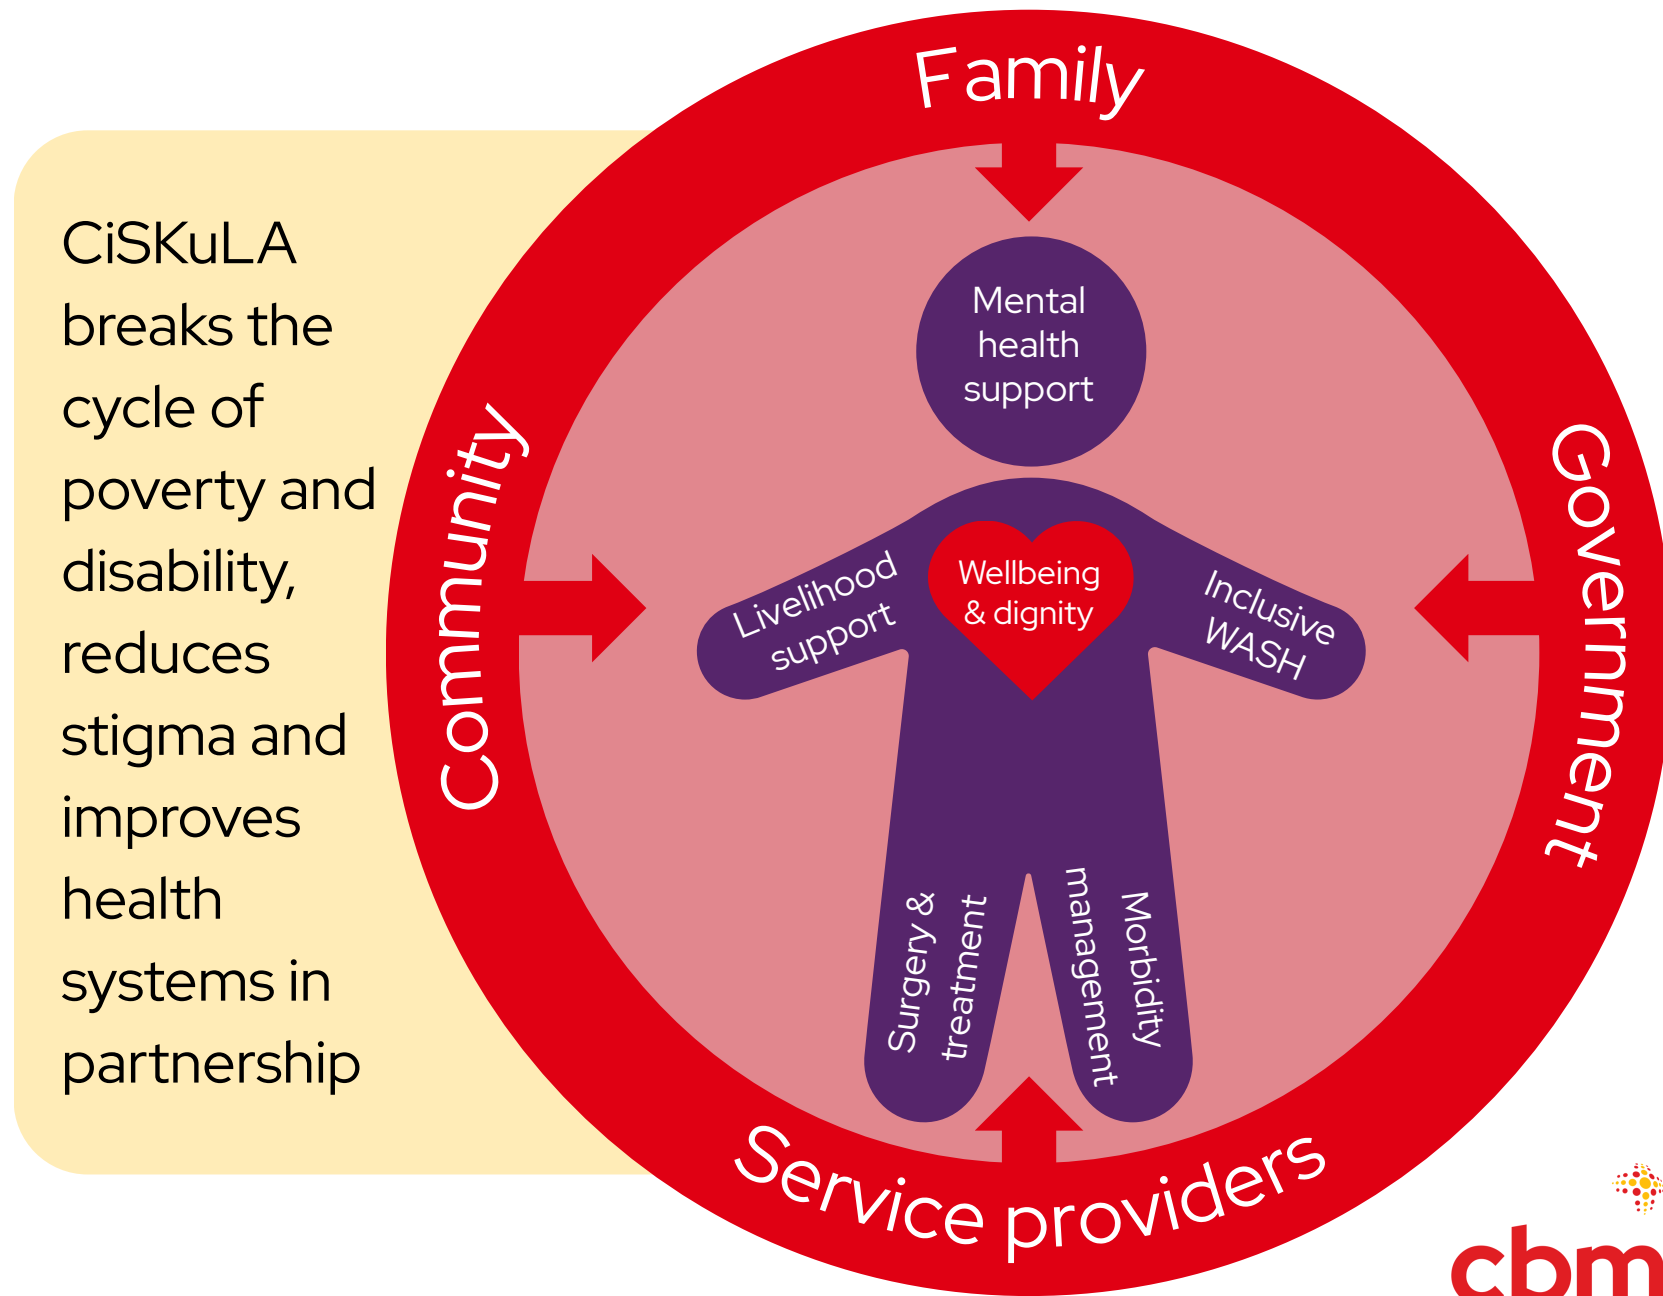 CiSKuLA
breaks the
cycle of
poverty and
disability,
reduces
stigma and
improves
health
systems in
partnership
Family
Community
Government
Service providers
Mental
health
support
Livelihood
support
Wellbeing
& dignity
Inclusive
WASH
Surgery &
treatment
Morbidity
management
cbm